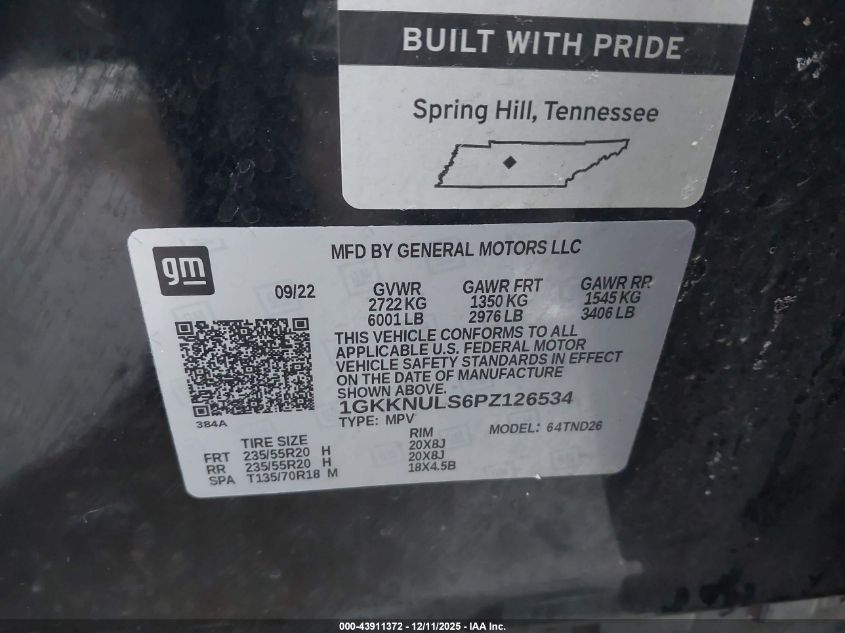 BUILT WITH PRIDE
Spring Hill, Tennessee
gm
MFD BY GENERAL MOTORS LLC
09/22 GVWR GAWR FRT GAWR RR
2722 KG 1350 KG 1545 KG
6001 LB 2976 LB 3406 LB
THIS VEHICLE CONFORMS TO ALL
APPLICABLE U.S. FEDERAL MOTOR
VEHICLE SAFETY STANDARDS IN EFFECT
ON THE DATE OF MANUFACTURE
SHOWN ABOVE.
1GKKNULS6PZ126534
384A
TYPE: MPV MODEL: 64TND26
TIRE SIZE RIM
FRT 235/55R20 H 20X8J
RR 235/55R20 H 20X8J
SPA T135/70R18 M 18X4.5B
000-43911372 - 12/11/2025 - IAA Inc.